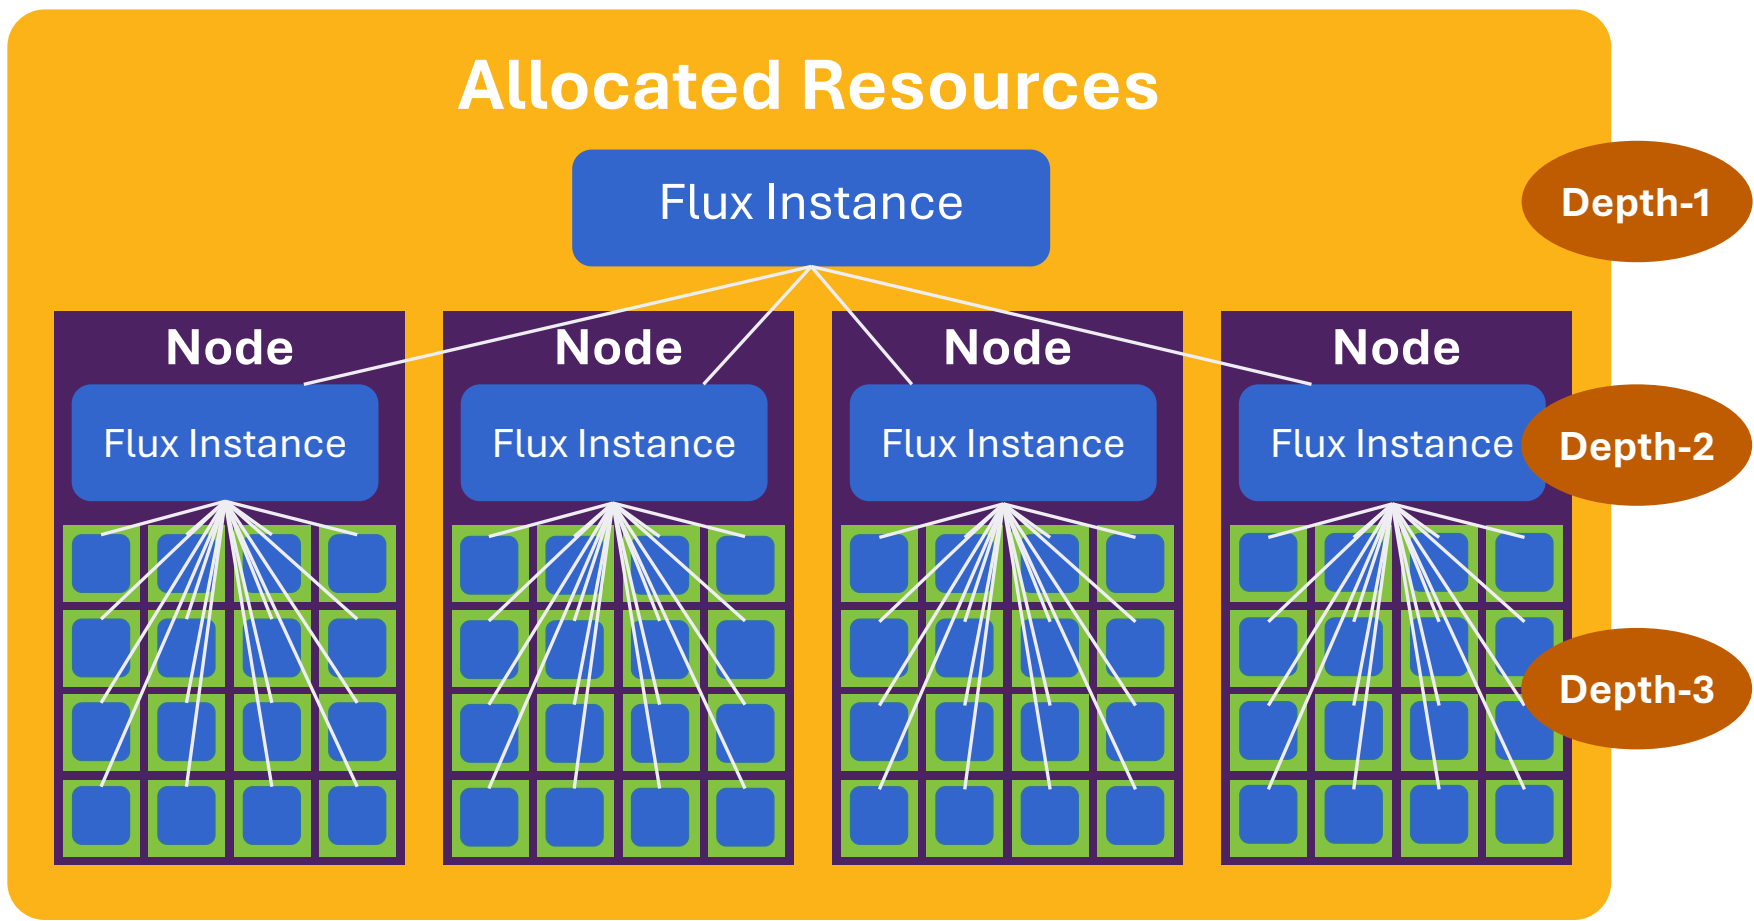 Allocated Resources
Flux Instance
Depth-1
Node
Node
Node
Node
Flux Instance
Flux Instance
Flux Instance
Flux Instance
Depth-2
Depth-3